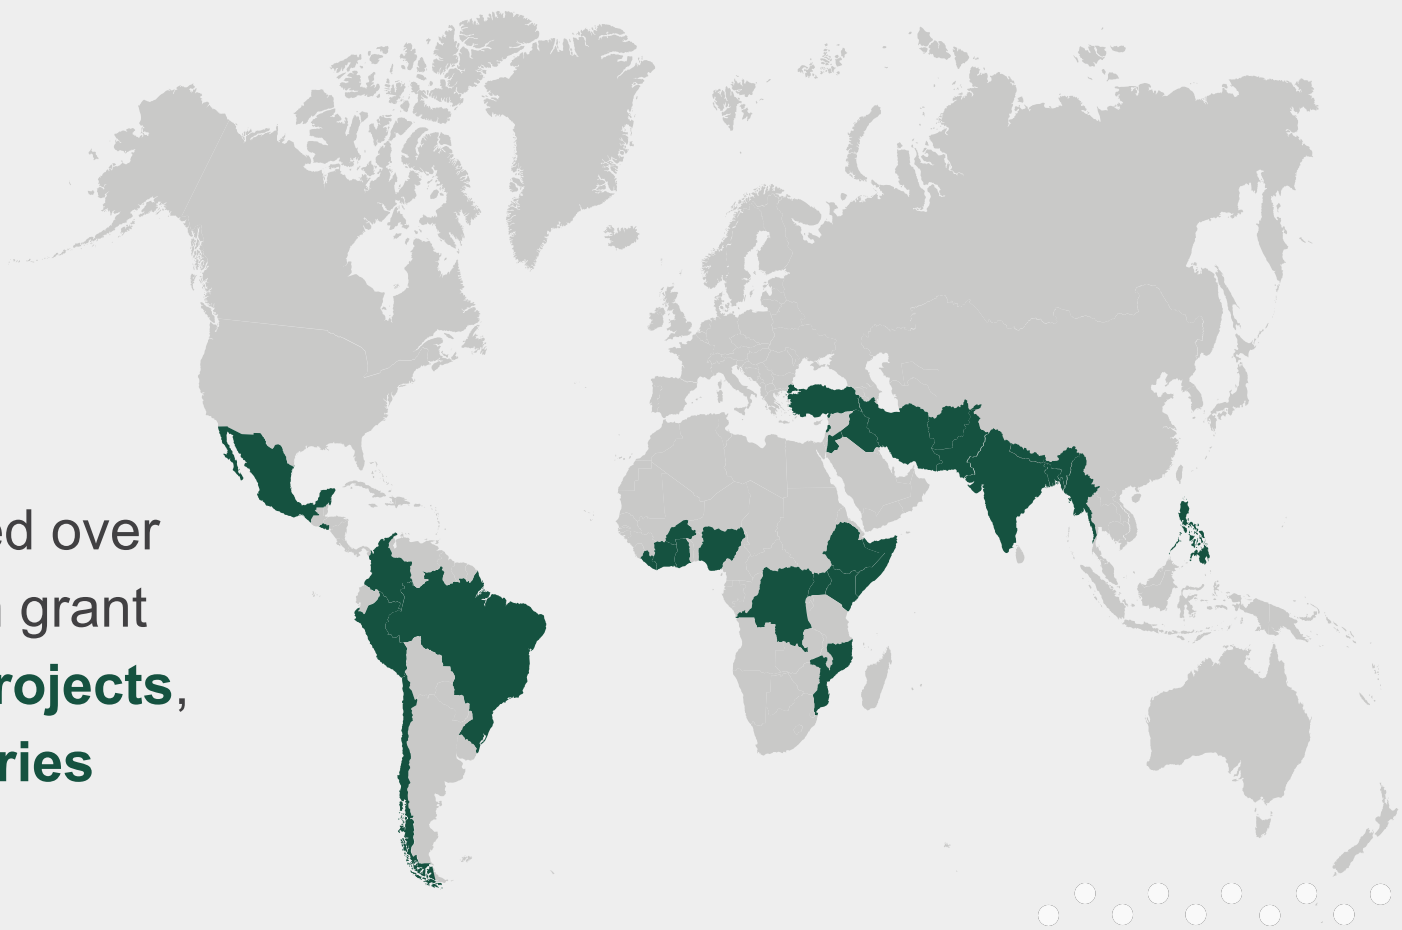 ed over
grant
rojects,
ries